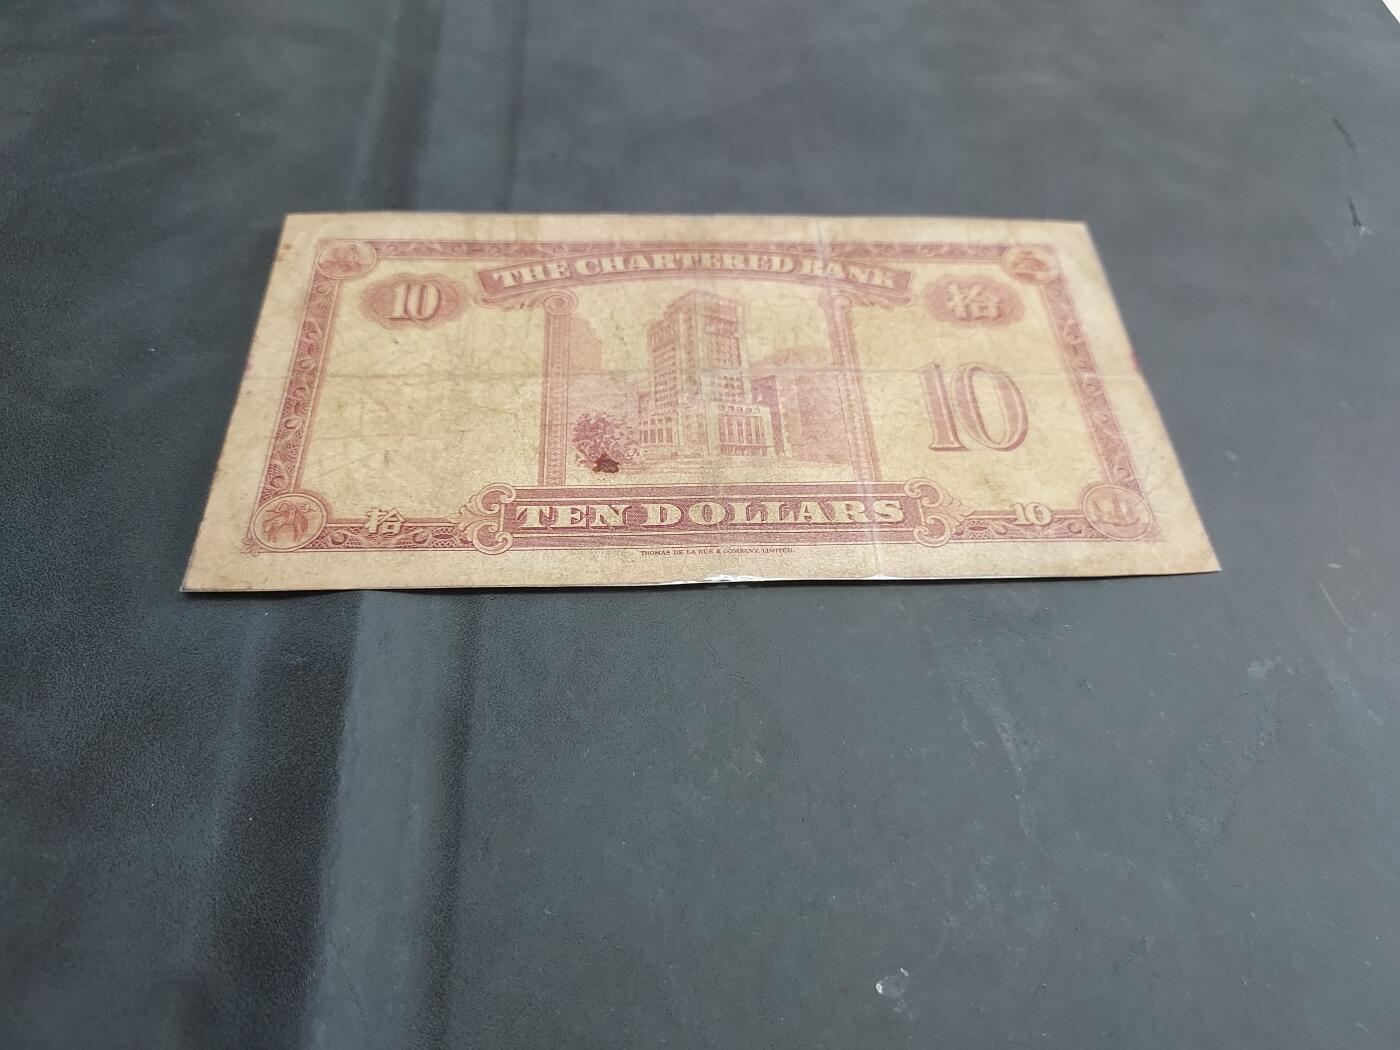 THE CHARTERED BANK
10
拾
10
TEN DOLLARS
拾
10
THOMAS DE LA RUE & COMPANY, LIMITED.